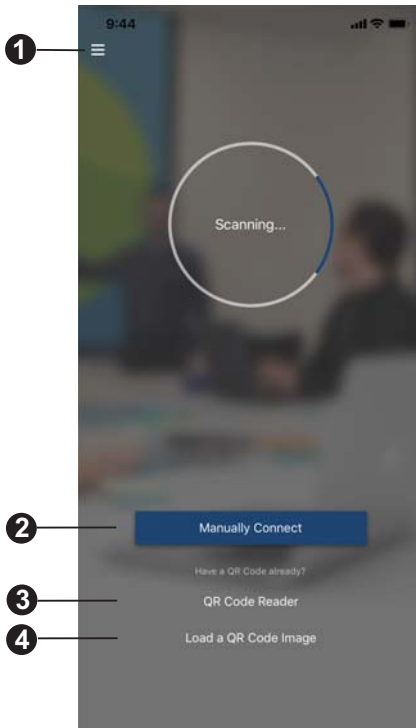 9:44
1
Scanning...
2
Manually Connect
Have a QR Code already?
3
QR Code Reader
4
Load a QR Code Image